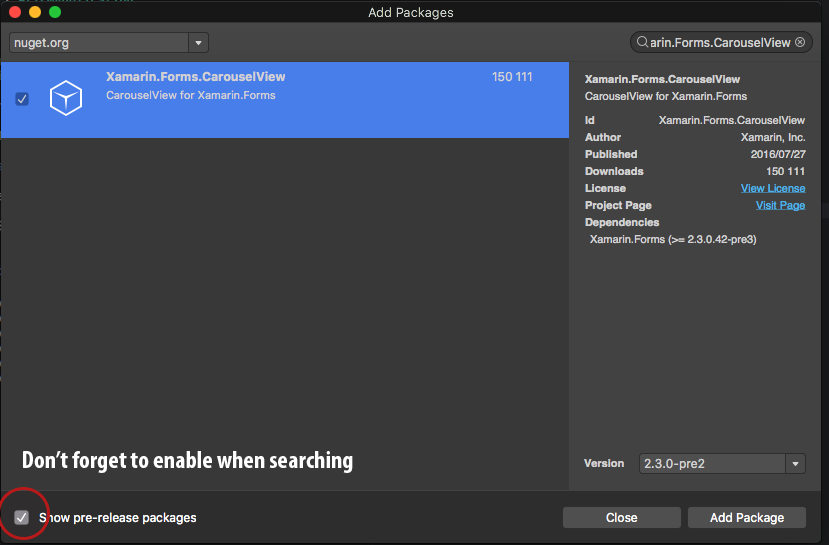 Add Packages
nuget.org
arin.Forms.CarouselView
Xamarin.Forms.CarouselView 150 111
CarouselView for Xamarin.Forms
Xamarin.Forms.CarouselView
CarouselView for Xamarin.Forms
Id Xamarin.Forms.CarouselView
Author Xamarin, Inc.
Published 2016/07/27
Downloads 150 111
License View License
Project Page Visit Page
Dependencies
Xamarin.Forms (>= 2.3.0.42-pre3)
Don't forget to enable when searching
Version 2.3.0-pre2
Show pre-release packages
Close
Add Package